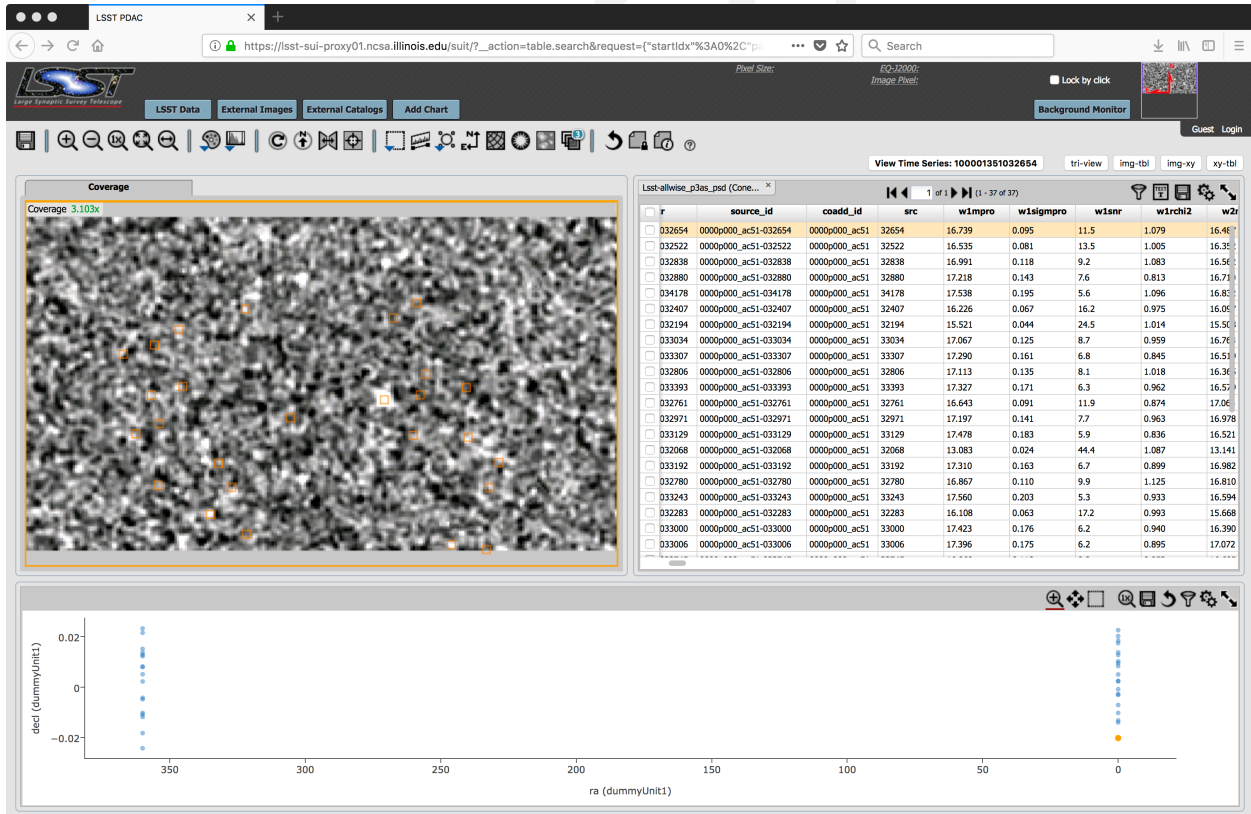 LSST PDAC
https://lsst-sui-proxy01.ncsa.illinois.edu/suit/?__action=table.search&request={"startIdx"%3A0%2C"pa
Search
LSST
Large Synoptic Survey Telescope
Pixel Size:
EQ-J2000:
Image Pixel:
Lock by click
LSST Data
External Images
External Catalogs
Add Chart
Background Monitor
Guest Login
1x
3
E N
TEXT
View Time Series: 100001351032654
tri-view
img-tbl
img-xy
xy-tbl
Coverage
Coverage 3.103x
Lsst-allwise_p3as_psd (Cone...
1 of 1 (1 - 37 of 37)
r source_id coadd_id src w1mpro w1sigmpro w1snr w1rchi2
032654 0000p000_ac51-032654 0000p000_ac51 32654 16.739 0.095 11.5 1.079
032522 0000p000_ac51-032522 0000p000_ac51 32522 16.535 0.081 13.5 1.005
032838 0000p000_ac51-032838 0000p000_ac51 32838 16.991 0.118 9.2 1.083
032880 0000p000_ac51-032880 0000p000_ac51 32880 17.218 0.143 7.6 0.813
034178 0000p000_ac51-034178 0000p000_ac51 34178 17.538 0.195 5.6 1.096
032407 0000p000_ac51-032407 0000p000_ac51 32407 16.226 0.067 16.2 0.975
032194 0000p000_ac51-032194 0000p000_ac51 32194 15.521 0.044 24.5 1.014
033034 0000p000_ac51-033034 0000p000_ac51 33034 17.067 0.125 8.7 0.959
033307 0000p000_ac51-033307 0000p000_ac51 33307 17.290 0.161 6.8 0.845
032806 0000p000_ac51-032806 0000p000_ac51 32806 17.113 0.135 8.1 1.018
033393 0000p000_ac51-033393 0000p000_ac51 33393 17.327 0.171 6.3 0.962
032761 0000p000_ac51-032761 0000p000_ac51 32761 16.643 0.091 11.9 0.874
032971 0000p000_ac51-032971 0000p000_ac51 32971 17.197 0.141 7.7 0.963 16.978
033129 0000p000_ac51-033129 0000p000_ac51 33129 17.478 0.183 5.9 0.836 16.521
032068 0000p000_ac51-032068 0000p000_ac51 32068 13.083 0.024 44.4 1.087 13.141
033192 0000p000_ac51-033192 0000p000_ac51 33192 17.310 0.163 6.7 0.899 16.982
032780 0000p000_ac51-032780 0000p000_ac51 32780 16.867 0.110 9.9 1.125 16.810
033243 0000p000_ac51-033243 0000p000_ac51 33243 17.560 0.203 5.3 0.933 16.594
032283 0000p000_ac51-032283 0000p000_ac51 32283 16.108 0.063 17.2 0.993 15.668
033000 0000p000_ac51-033000 0000p000_ac51 33000 17.423 0.176 6.2 0.940 16.390
033006 0000p000_ac51-033006 0000p000_ac51 33006 17.396 0.175 6.2 0.895 17.072
1x
decl (dummyUnit1)
0.02
0
−0.02
350 300 250 200 150 100 50 0
ra (dummyUnit1)